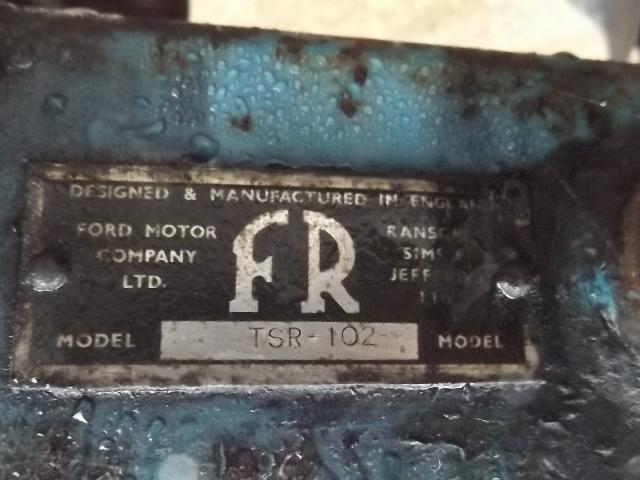 DESIGNED & MANUFACTURED IN ENGLAND
FORD MOTOR
COMPANY
LTD.
FR
SIMS &
MODEL
TSR-102
MODEL